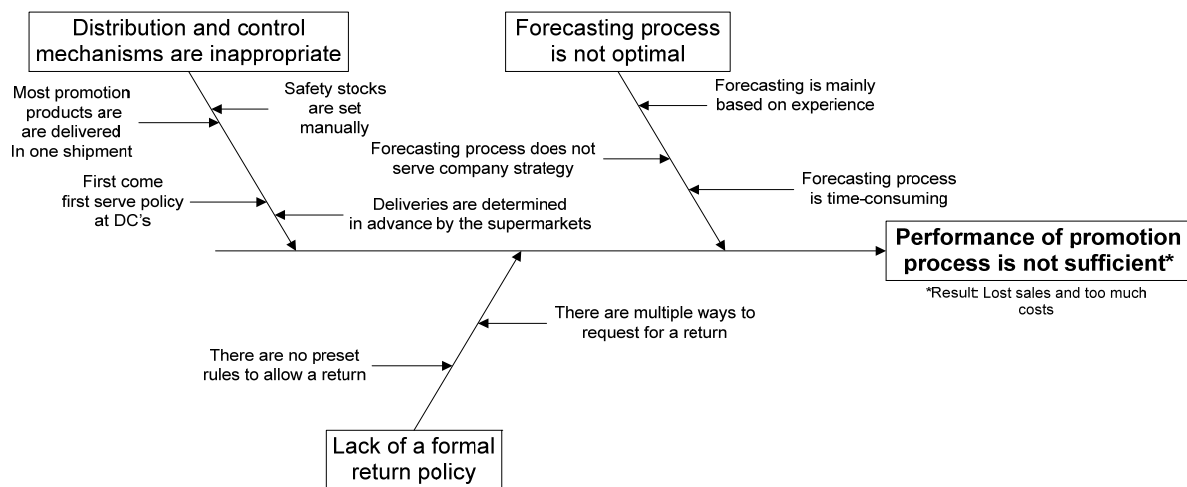 Distribution and control
mechanisms are inappropriate
Forecasting process
is not optimal
Most promotion
products are
are delivered
In one shipment
Safety stocks
are set
manually
First come
first serve policy
at DC's
Deliveries are determined
in advance by the supermarkets
Forecasting is mainly
based on experience
Forecasting process does not
serve company strategy
Forecasting process
is time-consuming
Performance of promotion
process is not sufficient*
*Result: Lost sales and too much
costs
There are multiple ways to
request for a return
There are no preset
rules to allow a return
Lack of a formal
return policy